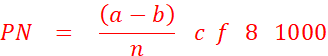 PN = (a − b)/n c f 8 1000